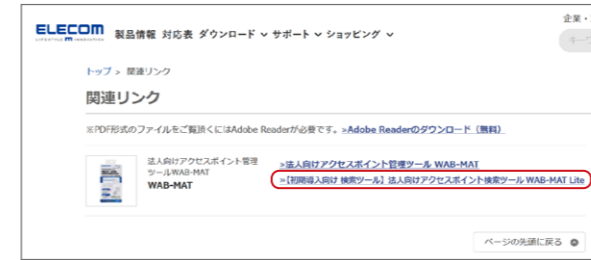 ELECOM
製品情報 対応表 ダウンロード サポート ショッピング
企業・
キーワ
トップ > 関連リンク
関連リンク
※PDF形式のファイルをご覧頂くにはAdobe Readerが必要です。>Adobe Readerのダウンロード（無料）
法人向けアクセスポイント管理
ツールWAB-MAT
WAB-MAT
>法人向けアクセスポイント管理ツール WAB-MAT
>【初期導入向け 検索ツール】法人向けアクセスポイント検索ツール WAB-MAT Lite
ページの先頭に戻る